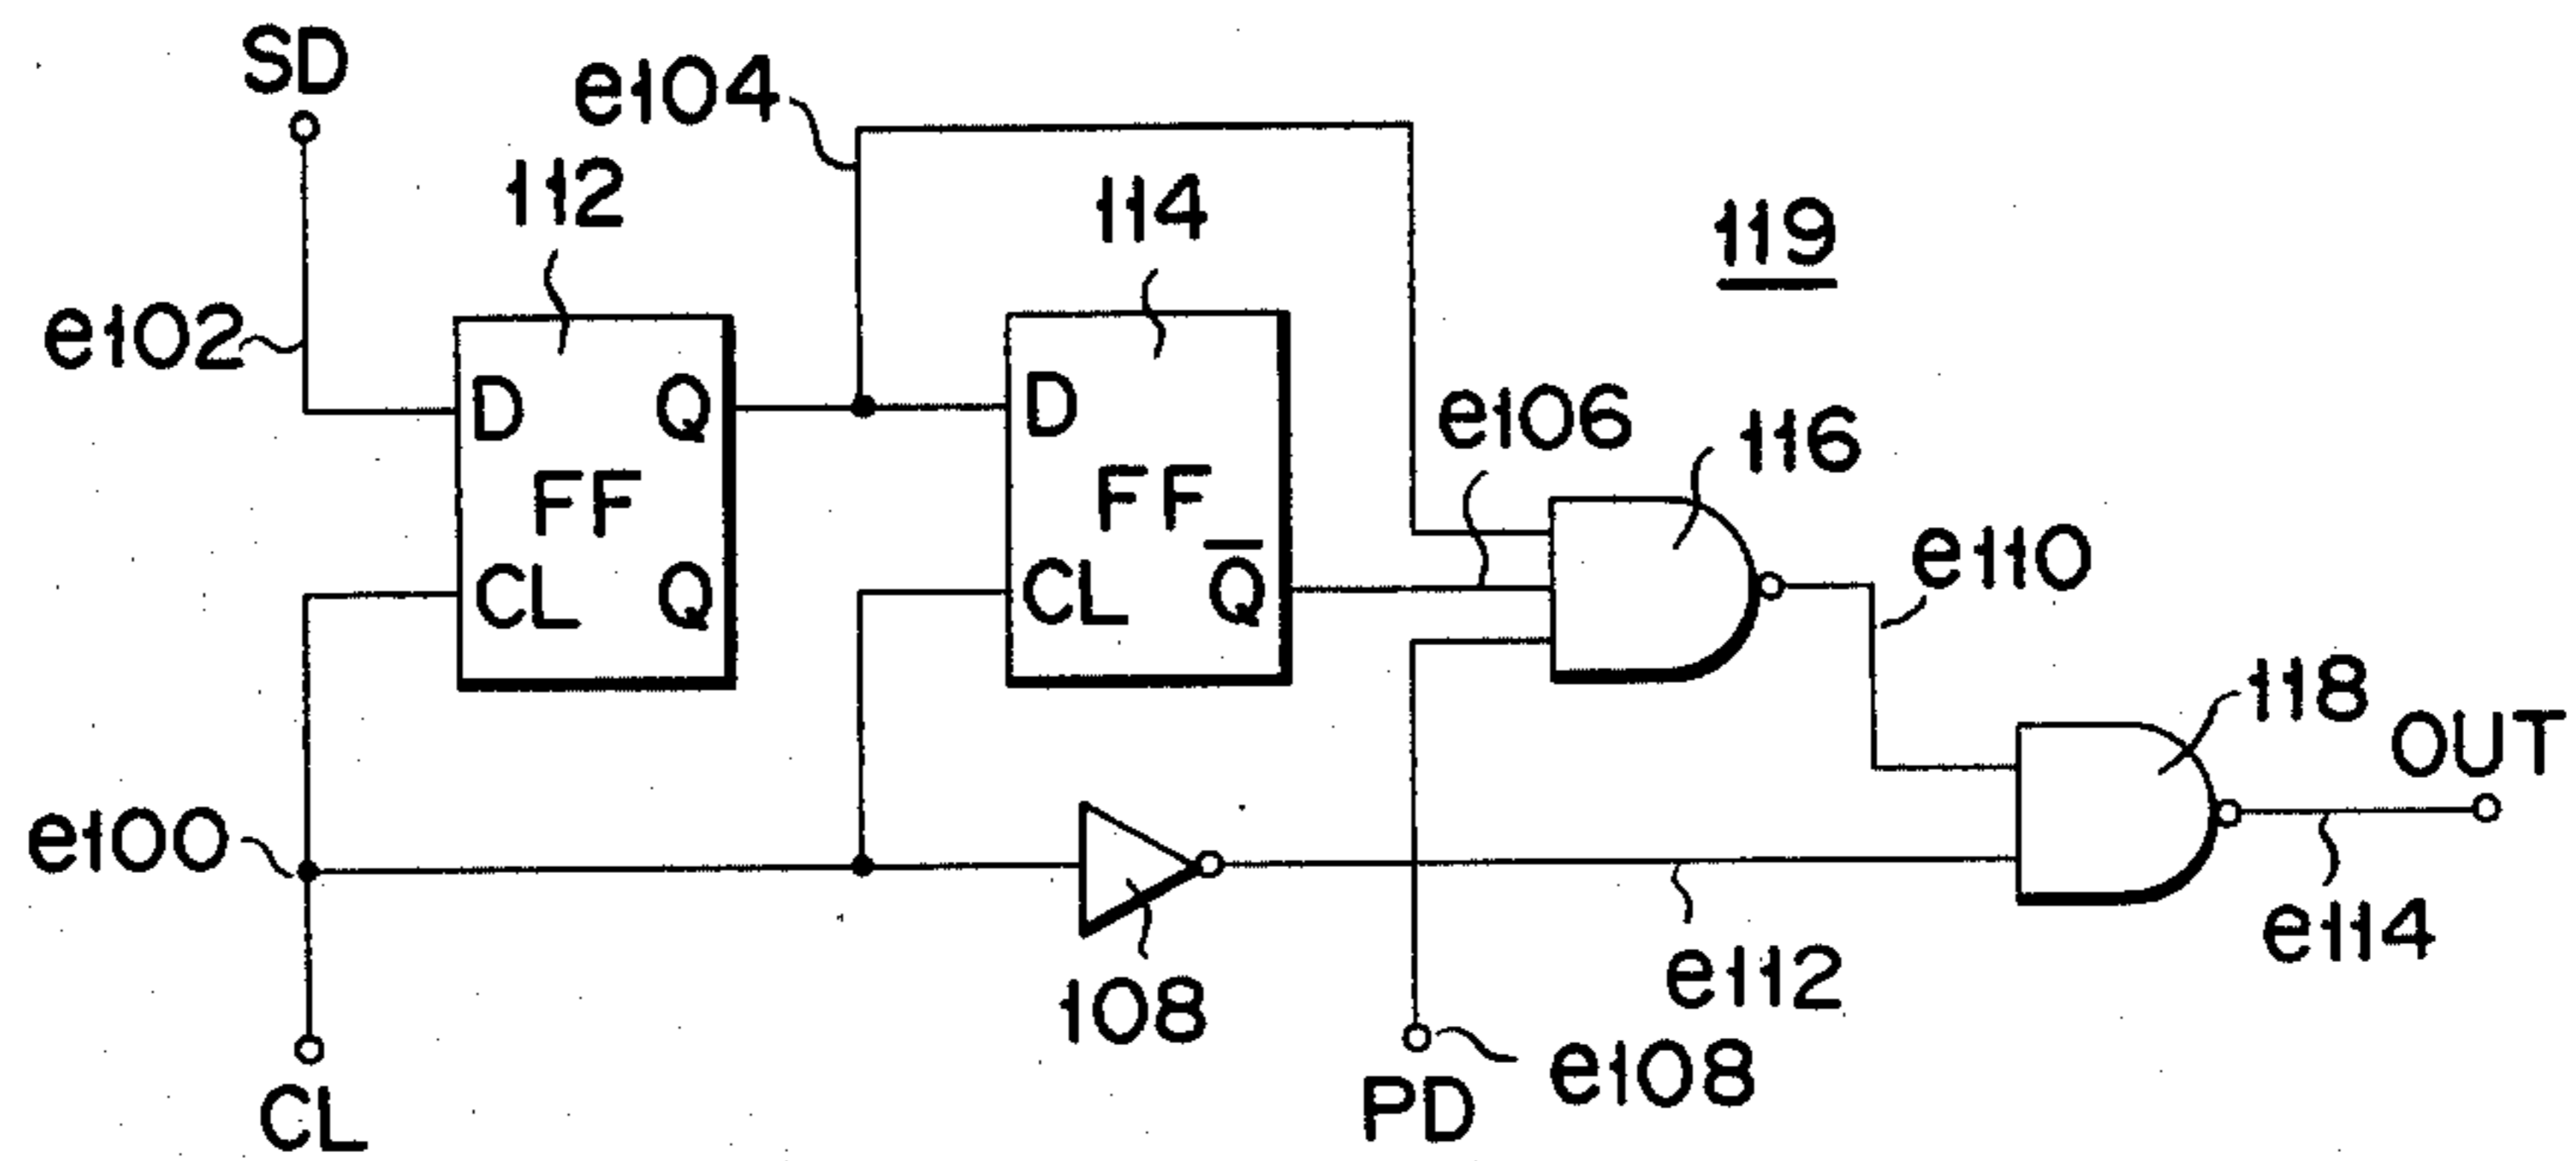 SD
e104
112
114
119
e102
D
Q
D
e106
116
FF
FF
e110
CL
Q
CL
Q̅
118
OUT
e100
108
e112
e114
PD
e108
CL